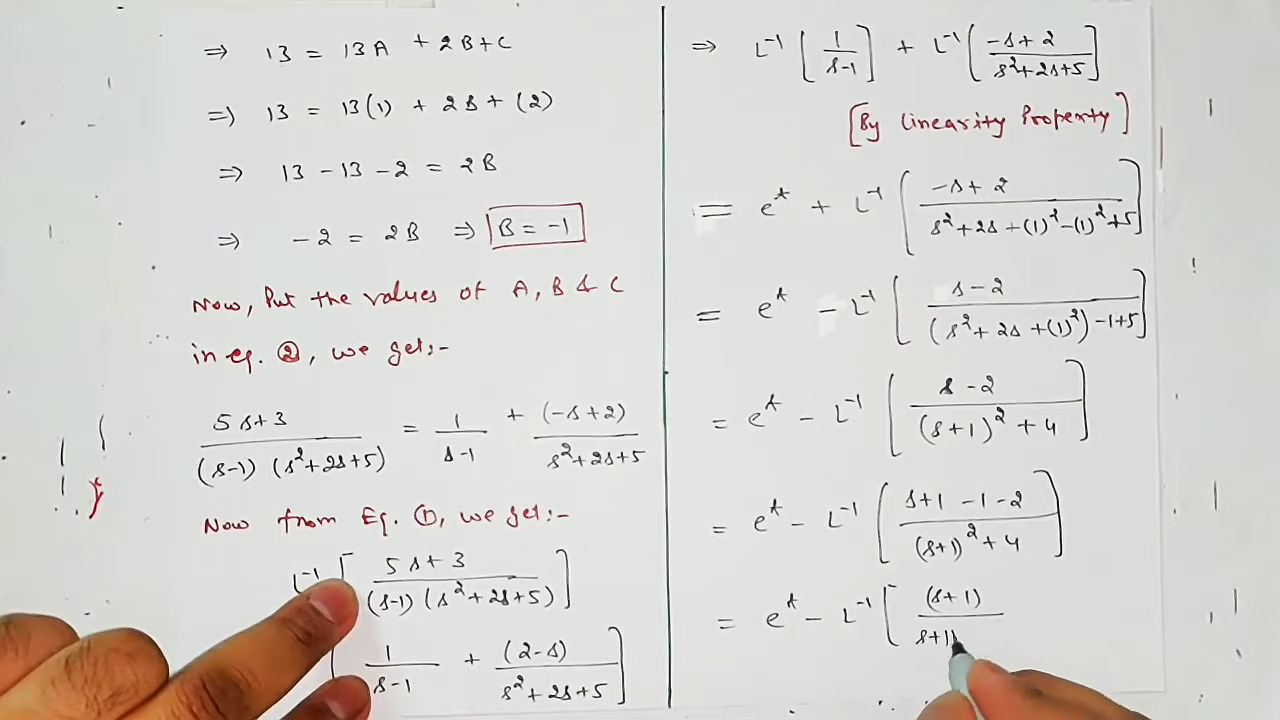 ⇒ 13 = 13A + 2B+C
⇒ 13 = 13(1) + 2B + (2)
⇒ 13 - 13 - 2 = 2B
⇒ -2 = 2B ⇒ B = -1
Now, Put the values of A, B & C
in eq. ②, we get:-
5s+3 / (s-1) (s²+2s+5) = 1 / s-1 + (-s+2) / s²+2s+5
Now from Eq. ①, we get:-
L⁻¹ [ 5s+3 / (s-1) (s²+2s+5) ]
[ 1 / s-1 + (2-s) / s²+2s+5 ]
⇒ L⁻¹ [ 1 / s-1 ] + L⁻¹ [ -s+2 / s²+2s+5 ]
[By Linearity Property]
= e^t + L⁻¹ [ -s+2 / s²+2s+(1)²-(1)²+5 ]
= e^t - L⁻¹ [ s-2 / (s²+2s+(1)²)-1+5 ]
= e^t - L⁻¹ [ s-2 / (s+1)²+4 ]
= e^t - L⁻¹ [ s+1-1-2 / (s+1)²+4 ]
= e^t - L⁻¹ [ (s+1) / s+1